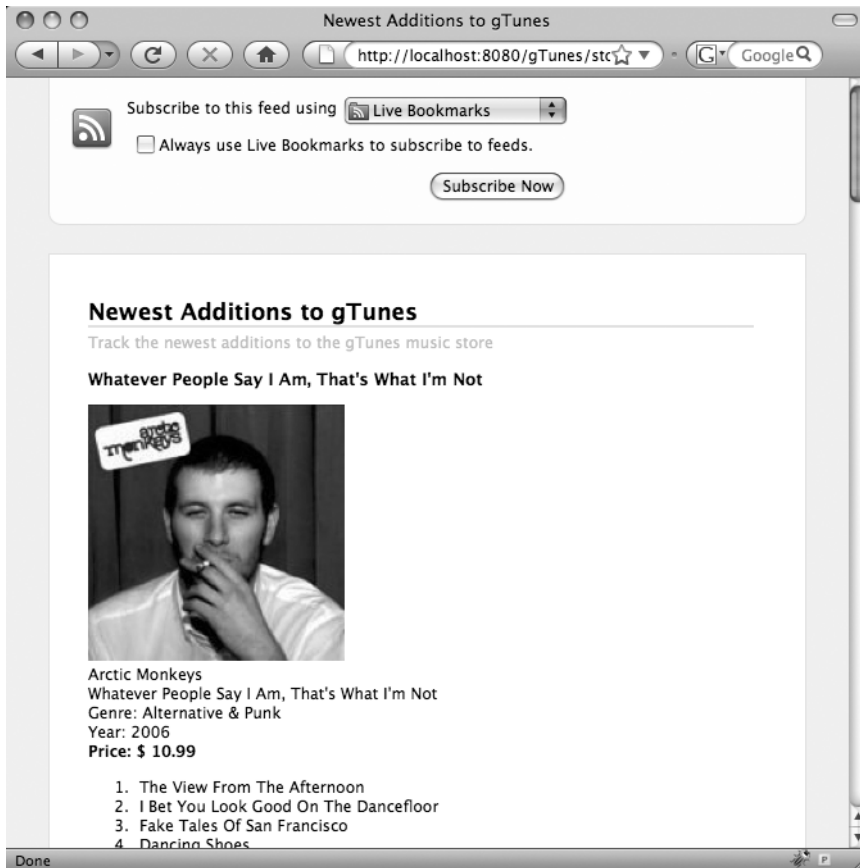 Newest Additions to gTunes
http://localhost:8080/gTunes/stc
G
Google
Subscribe to this feed using Live Bookmarks
Always use Live Bookmarks to subscribe to feeds.
Subscribe Now
Newest Additions to gTunes
Track the newest additions to the gTunes music store
Whatever People Say I Am, That's What I'm Not
arctic
monkeys
Arctic Monkeys
Whatever People Say I Am, That's What I'm Not
Genre: Alternative & Punk
Year: 2006
Price: $ 10.99
1. The View From The Afternoon
2. I Bet You Look Good On The Dancefloor
3. Fake Tales Of San Francisco
4. Dancing Shoes
Done
P